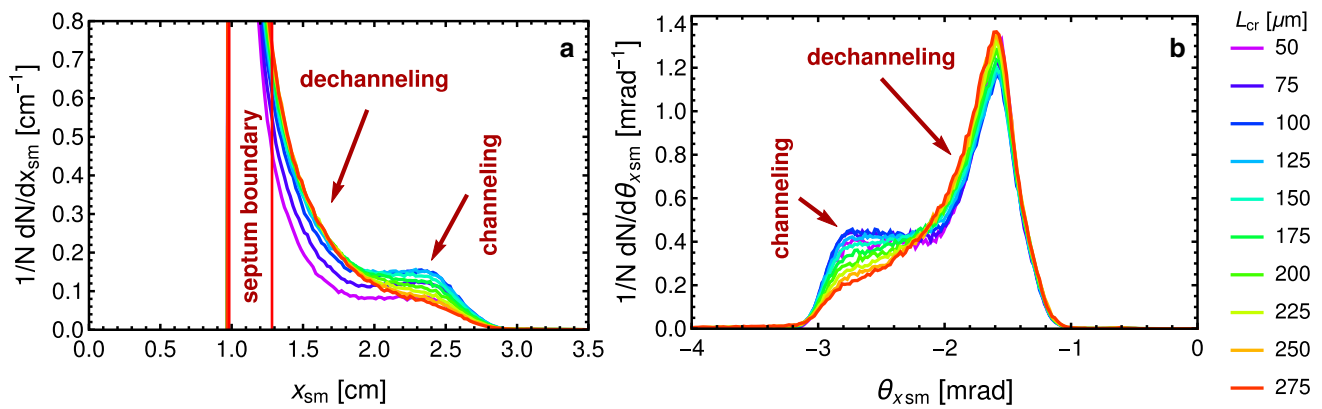 a
dechanneling
channeling
septum boundary
1/N dN/dx_sm [cm⁻¹]
0.8
0.7
0.6
0.5
0.4
0.3
0.2
0.1
0.0
0.0 0.5 1.0 1.5 2.0 2.5 3.0 3.5
x_sm [cm]
b
dechanneling
channeling
1/N dN/dθ_x sm [mrad⁻¹]
1.4
1.2
1.0
0.8
0.6
0.4
0.2
0.0
−4 −3 −2 −1 0
θ_x sm [mrad]
L_cr [μm]
50
75
100
125
150
175
200
225
250
275